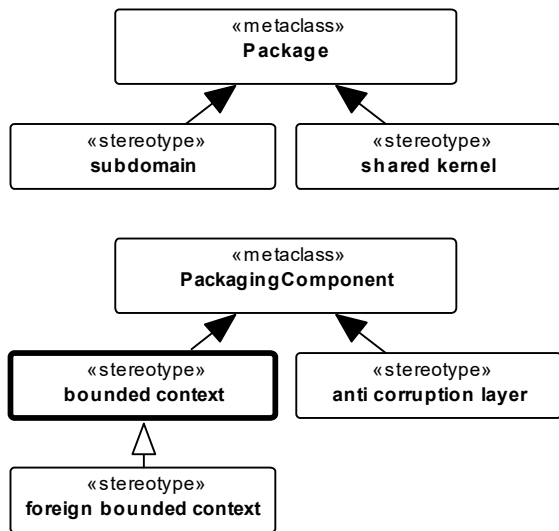 «metaclass»
Package
«stereotype»
subdomain
«stereotype»
shared kernel
«metaclass»
PackagingComponent
«stereotype»
bounded context
«stereotype»
anti corruption layer
«stereotype»
foreign bounded context